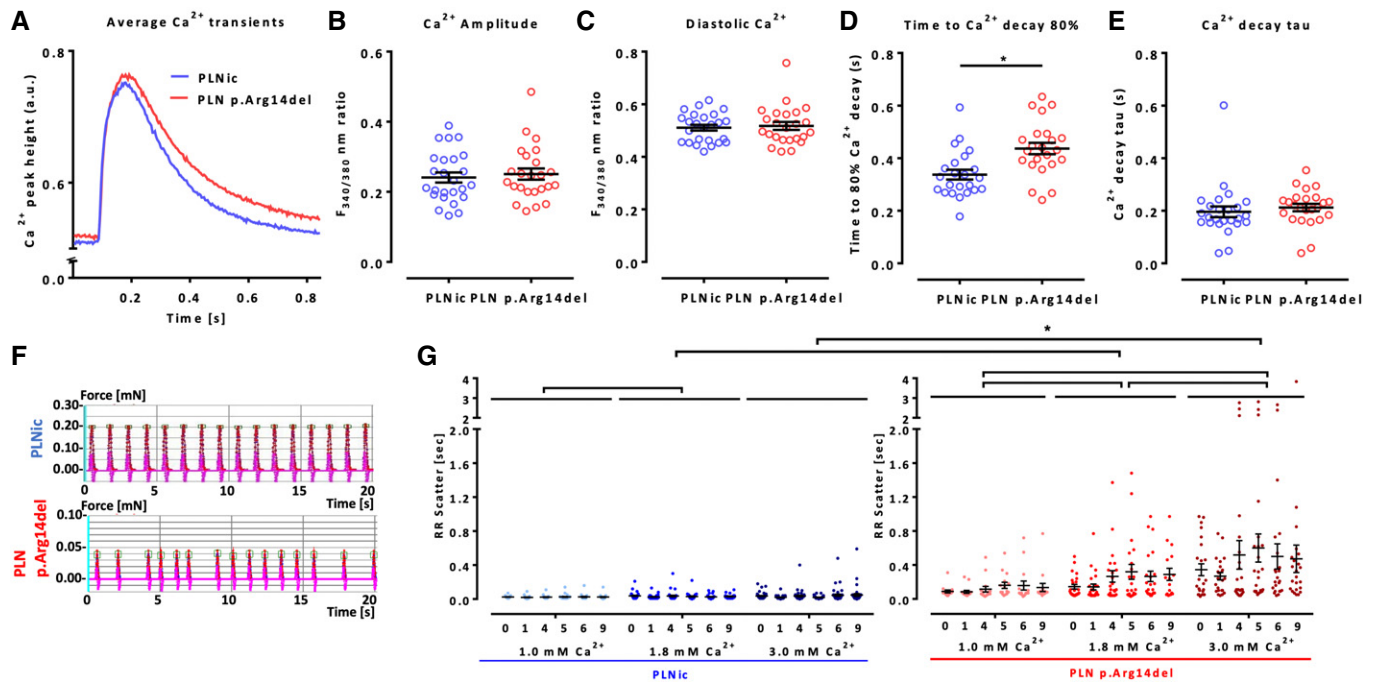 A
Average Ca2+ transients
Ca 2+ peak height (a.u.)
0.8
0.6
0.0
PLNic
PLN p.Arg14del
0.2 0.4 0.6 0.8
Time [s]
B
Ca2+ Amplitude
F340/380 nm ratio
0.6
0.4
0.2
0.0
PLNic PLN p.Arg14del
C
Diastolic Ca2+
F340/380 nm ratio
0.8
0.6
0.4
0.2
0.0
PLNic PLN p.Arg14del
D
Time to Ca2+ decay 80%
Time to 80% Ca2+ decay (s)
0.8
0.6
0.4
0.2
0.0
*
PLNic PLN p.Arg14del
E
Ca2+ decay tau
Ca2+ decay tau (s)
0.8
0.6
0.4
0.2
0.0
PLNic PLN p.Arg14del
F
PLNic
Force [mN]
0.30
0.20
0.10
0.00
0 5 10 15 20
Time [s]
PLN
p.Arg14del
Force [mN]
0.10
0.05
0.00
0 5 10 15 20
Time [s]
G
*
RR Scatter [sec]
4
3
2
2.0
1.6
1.2
0.8
0.4
0.0
0 1 4 5 6 9 0 1 4 5 6 9 0 1 4 5 6 9
1.0 mM Ca2+ 1.8 mM Ca2+ 3.0 mM Ca2+
PLNic
RR Scatter [sec]
4
3
2
2.0
1.6
1.2
0.8
0.4
0.0
0 1 4 5 6 9 0 1 4 5 6 9 0 1 4 5 6 9
1.0 mM Ca2+ 1.8 mM Ca2+ 3.0 mM Ca2+
PLN p.Arg14del